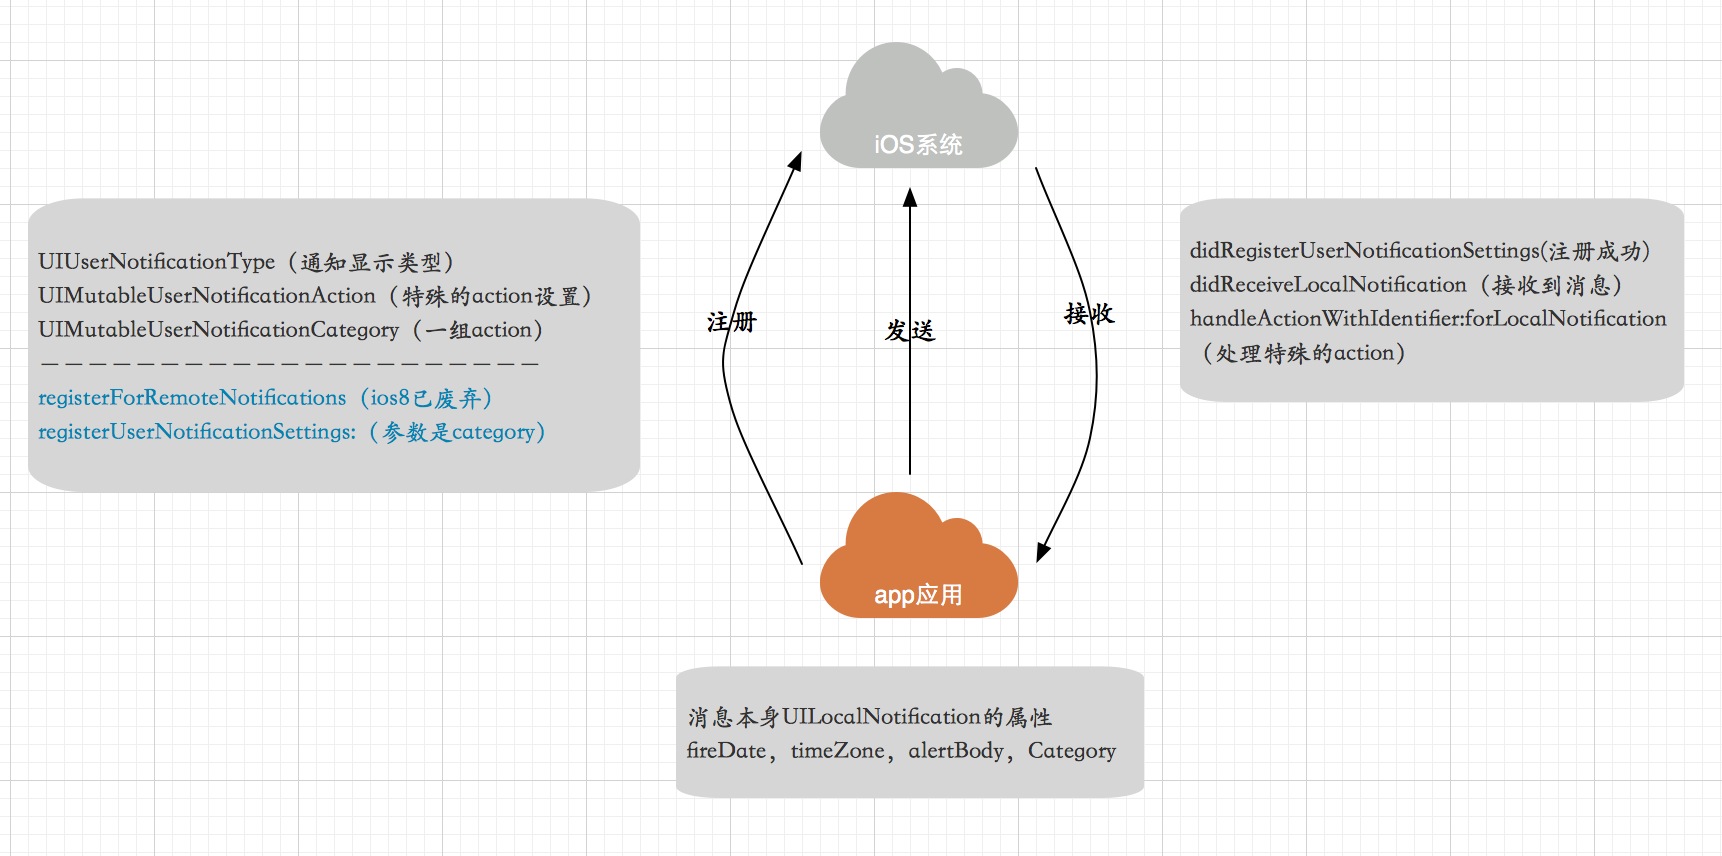 iOS系统
UIUserNotificationType（通知显示类型）
UIMutableUserNotificationAction（特殊的action设置）
UIMutableUserNotificationCategory（一组action）
—————————————————————
registerForRemoteNotifications（ios8已废弃）
registerUserNotificationSettings:（参数是category）
注册
发送
接收
didRegisterUserNotificationSettings(注册成功)
didReceiveLocalNotification（接收到消息）
handleActionWithIdentifier:forLocalNotification
（处理特殊的action）
app应用
消息本身UILocalNotification的属性
fireDate，timeZone，alertBody，Category